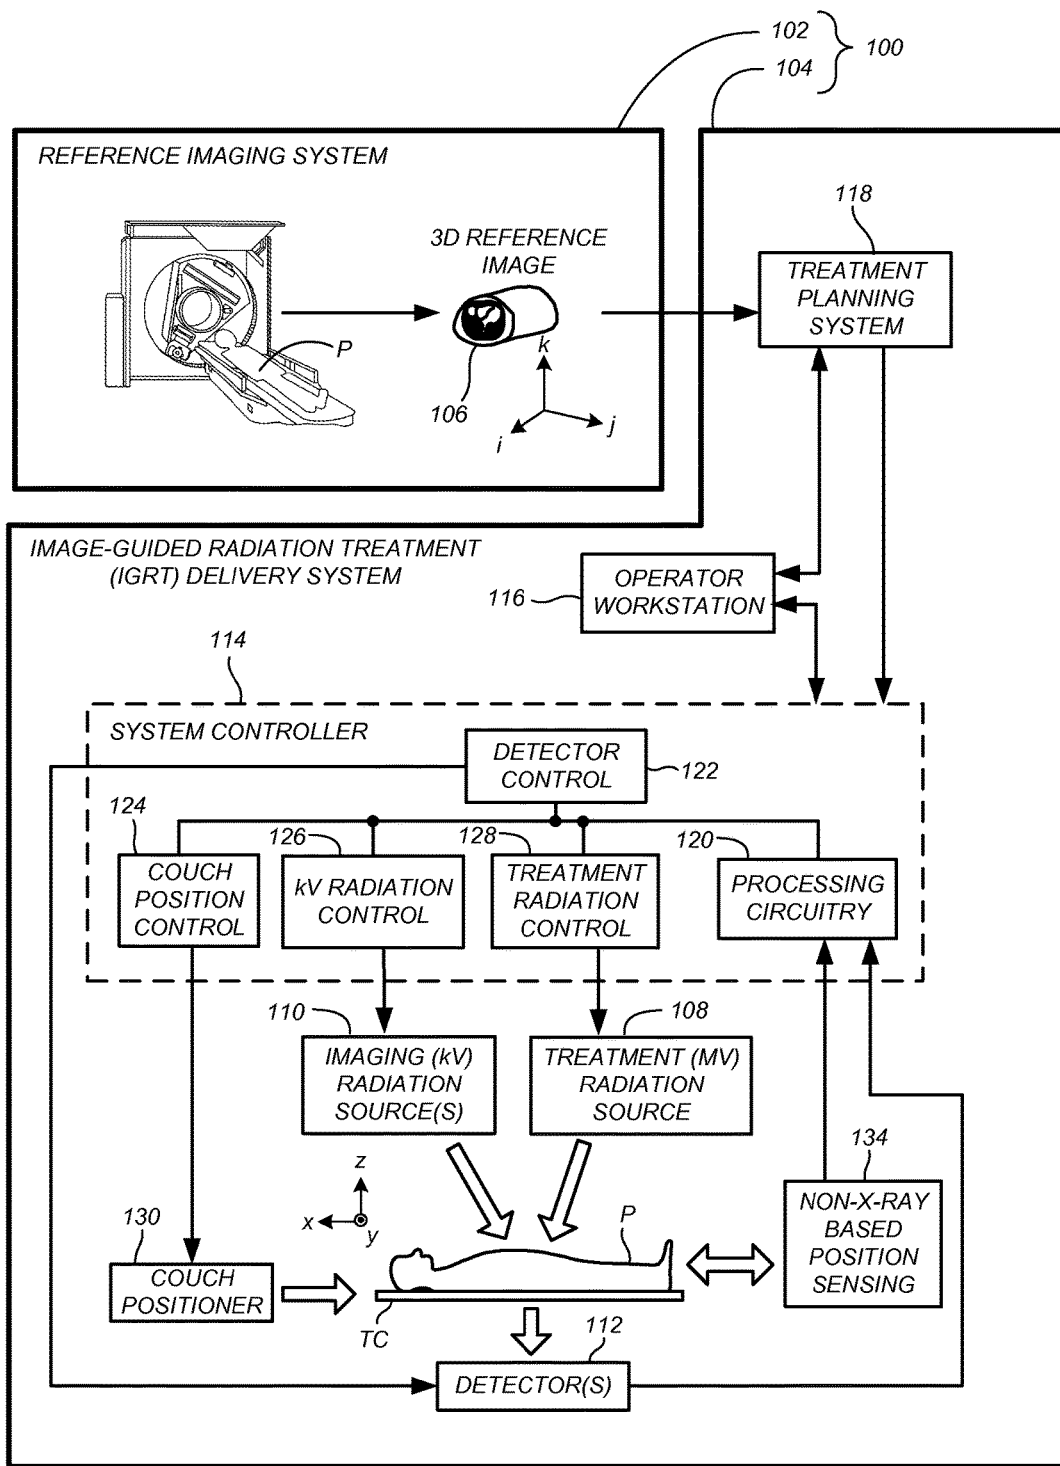 102
100
104
REFERENCE IMAGING SYSTEM
118
3D REFERENCE
IMAGE
TREATMENT
PLANNING
SYSTEM
P
k
106
i
j
IMAGE-GUIDED RADIATION TREATMENT
(IGRT) DELIVERY SYSTEM
OPERATOR
WORKSTATION
116
114
SYSTEM CONTROLLER
DETECTOR
CONTROL
122
124
126
128
120
COUCH
POSITION
CONTROL
kV RADIATION
CONTROL
TREATMENT
RADIATION
CONTROL
PROCESSING
CIRCUITRY
110
108
IMAGING (kV)
RADIATION
SOURCE(S)
TREATMENT (MV)
RADIATION
SOURCE
134
z
x
y
130
P
NON-X-RAY
BASED
POSITION
SENSING
COUCH
POSITIONER
TC
112
DETECTOR(S)